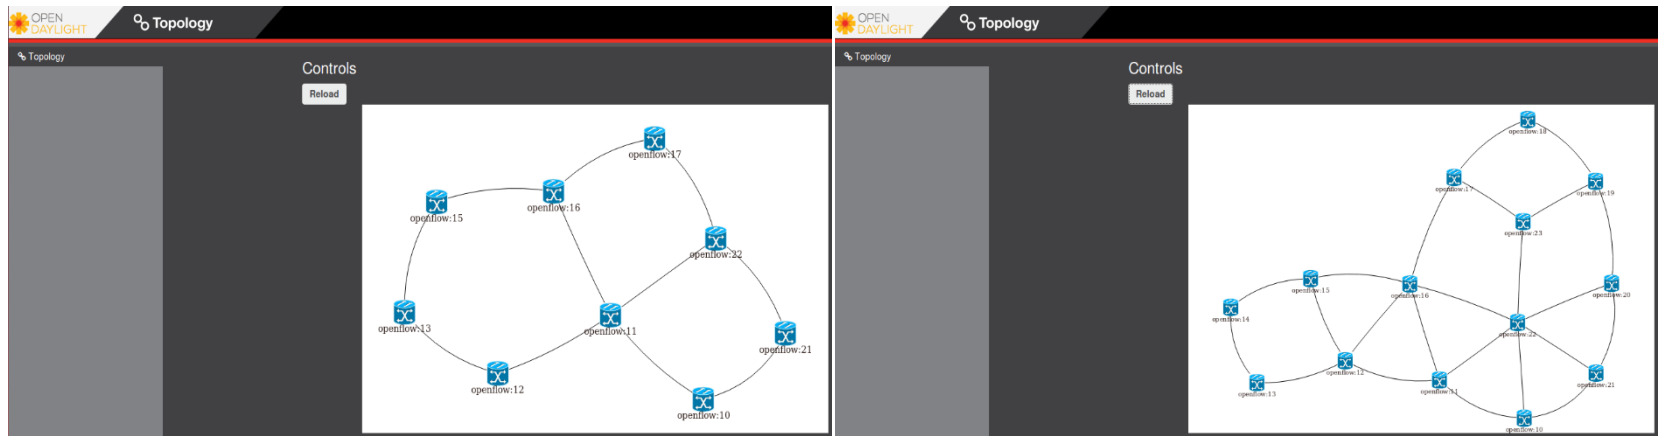 OPEN
DAYLIGHT
Topology
Topology
Controls
Reload
openflow:17
openflow:16
openflow:15
openflow:22
openflow:13
openflow:11
openflow:21
openflow:12
openflow:10
OPEN
DAYLIGHT
Topology
Topology
Controls
Reload
openflow:18
openflow:17
openflow:19
openflow:23
openflow:15
openflow:16
openflow:20
openflow:14
openflow:22
openflow:12
openflow:21
openflow:13
openflow:11
openflow:10